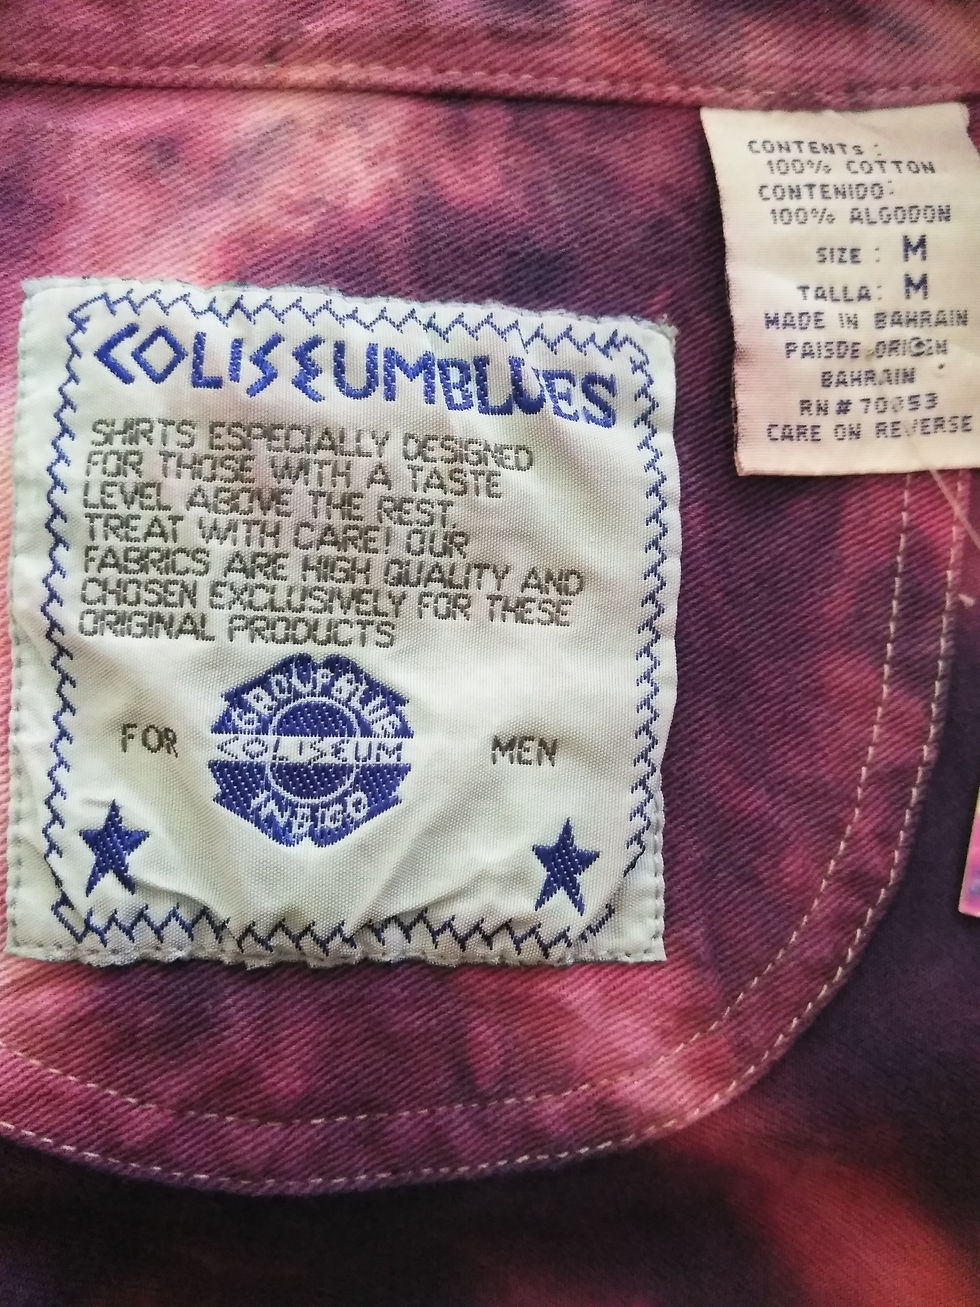 COLISEUMBLUES
SHIRTS ESPECIALLY DESIGNED
FOR THOSE WITH A TASTE
LEVEL ABOVE THE REST.
TREAT WITH CARE! OUR
FABRICS ARE HIGH QUALITY AND
CHOSEN EXCLUSIVELY FOR THESE
ORIGINAL PRODUCTS
GROUPBLUE
FOR COLISEUM MEN
INDIGO
CONTENTS:
100% COTTON
CONTENIDO:
100% ALGODON
SIZE : M
TALLA: M
MADE IN BAHRAIN
PAISDE ORIGEN
BAHRAIN
RN#
CARE ON REVERSE